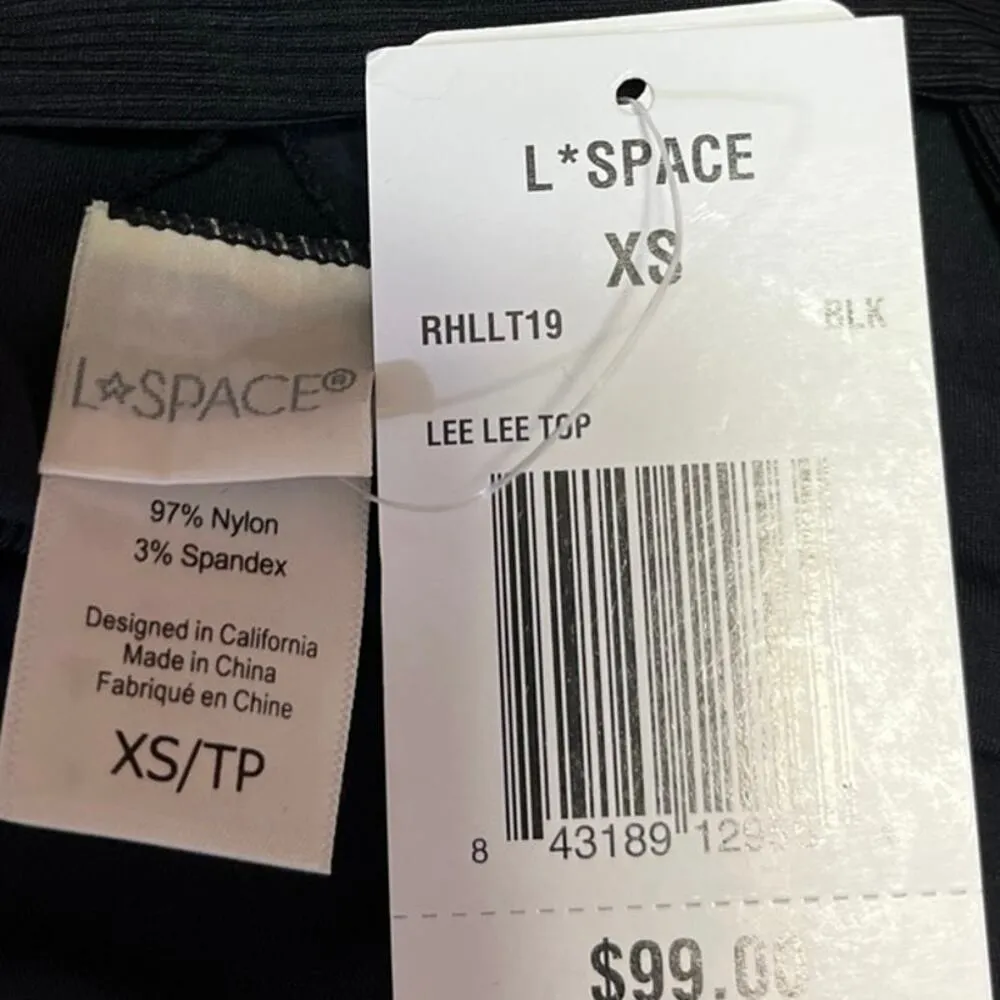 L*SPACE®
97% Nylon
3% Spandex
Designed in California
Made in China
Fabriqué en Chine
XS/TP
L*SPACE
XS
RHLLT19 BLK
LEE LEE TOP
8 43189
$99.00